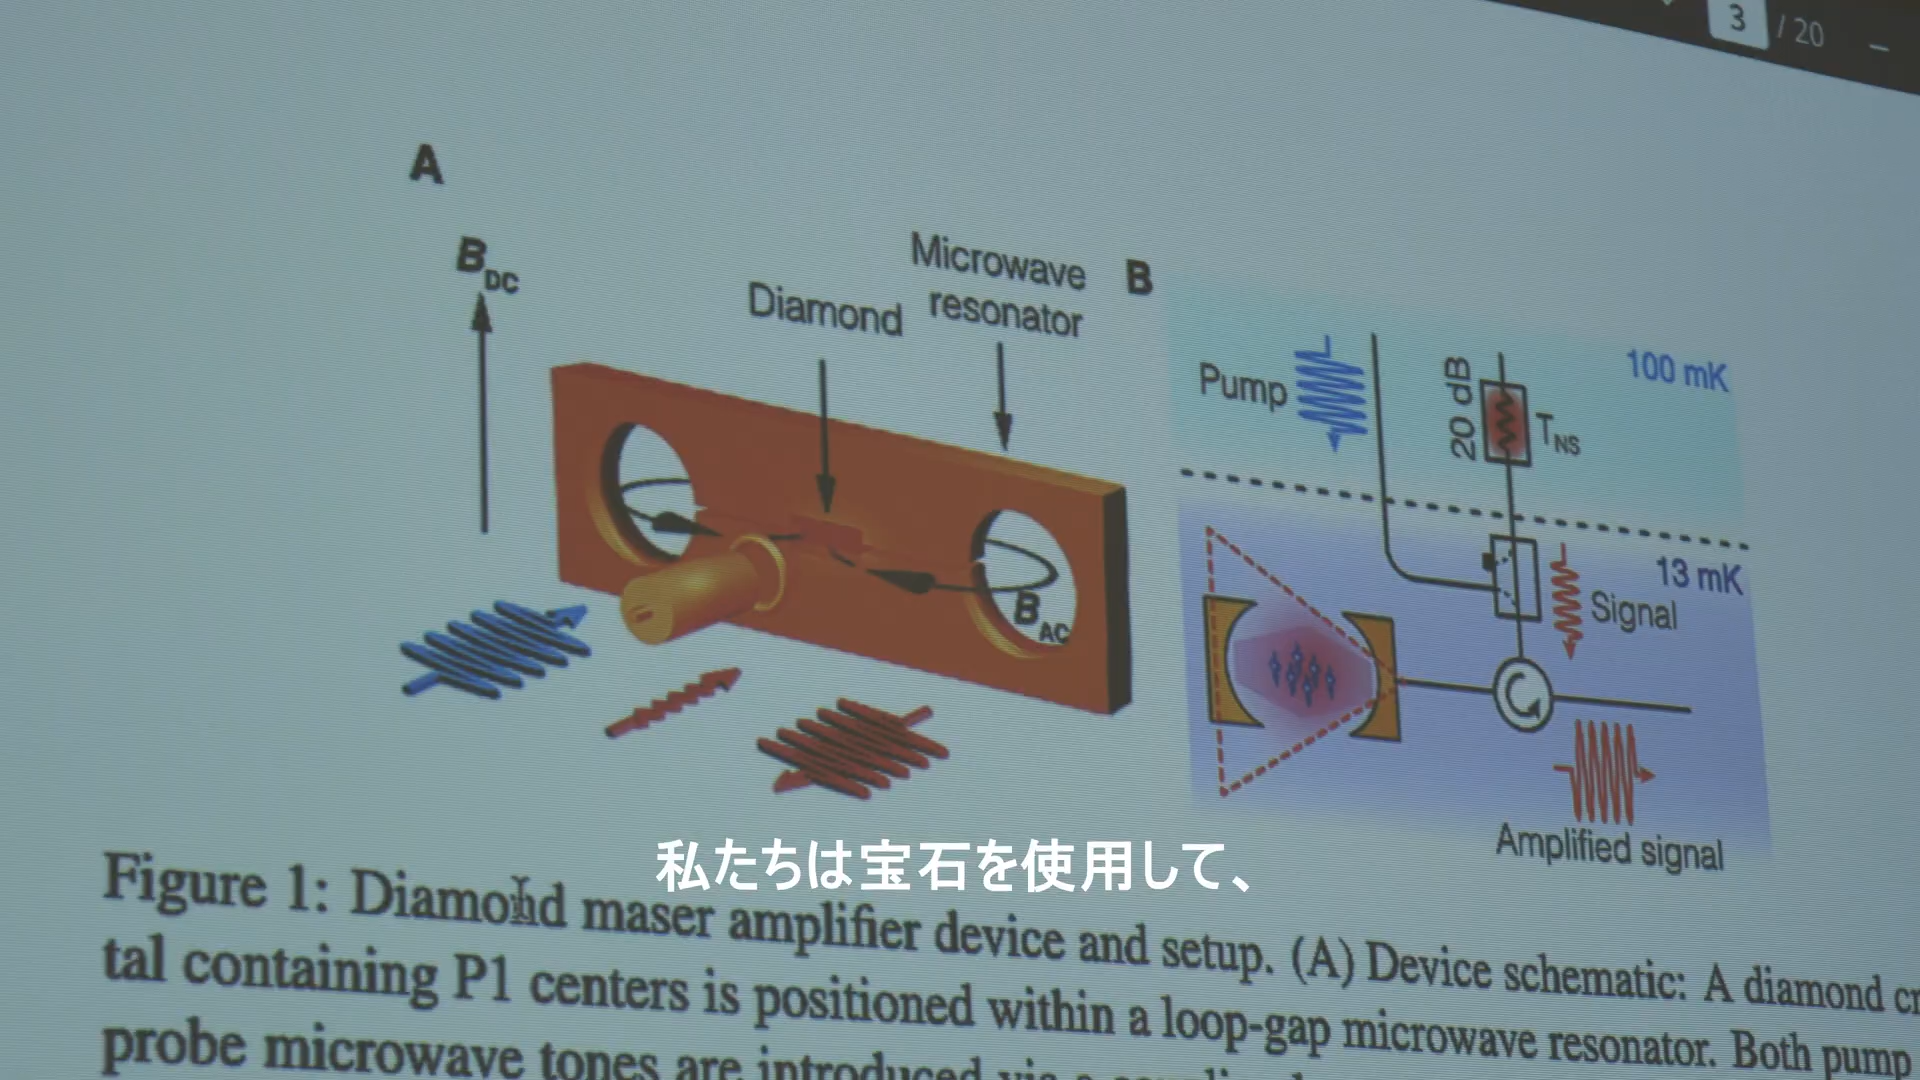 3 / 20
A
B DC
Diamond
Microwave
resonator
B AC
B
Pump
20 dB
T NS
100 mK
13 mK
Signal
Amplified signal
私たちは宝石を使用して、
Figure 1: Diamond maser amplifier device and setup. (A) Device schematic: A diamond
tal containing P1 centers is positioned within a loop-gap microwave resonator. Both pump
probe microwave tones are introduced via a